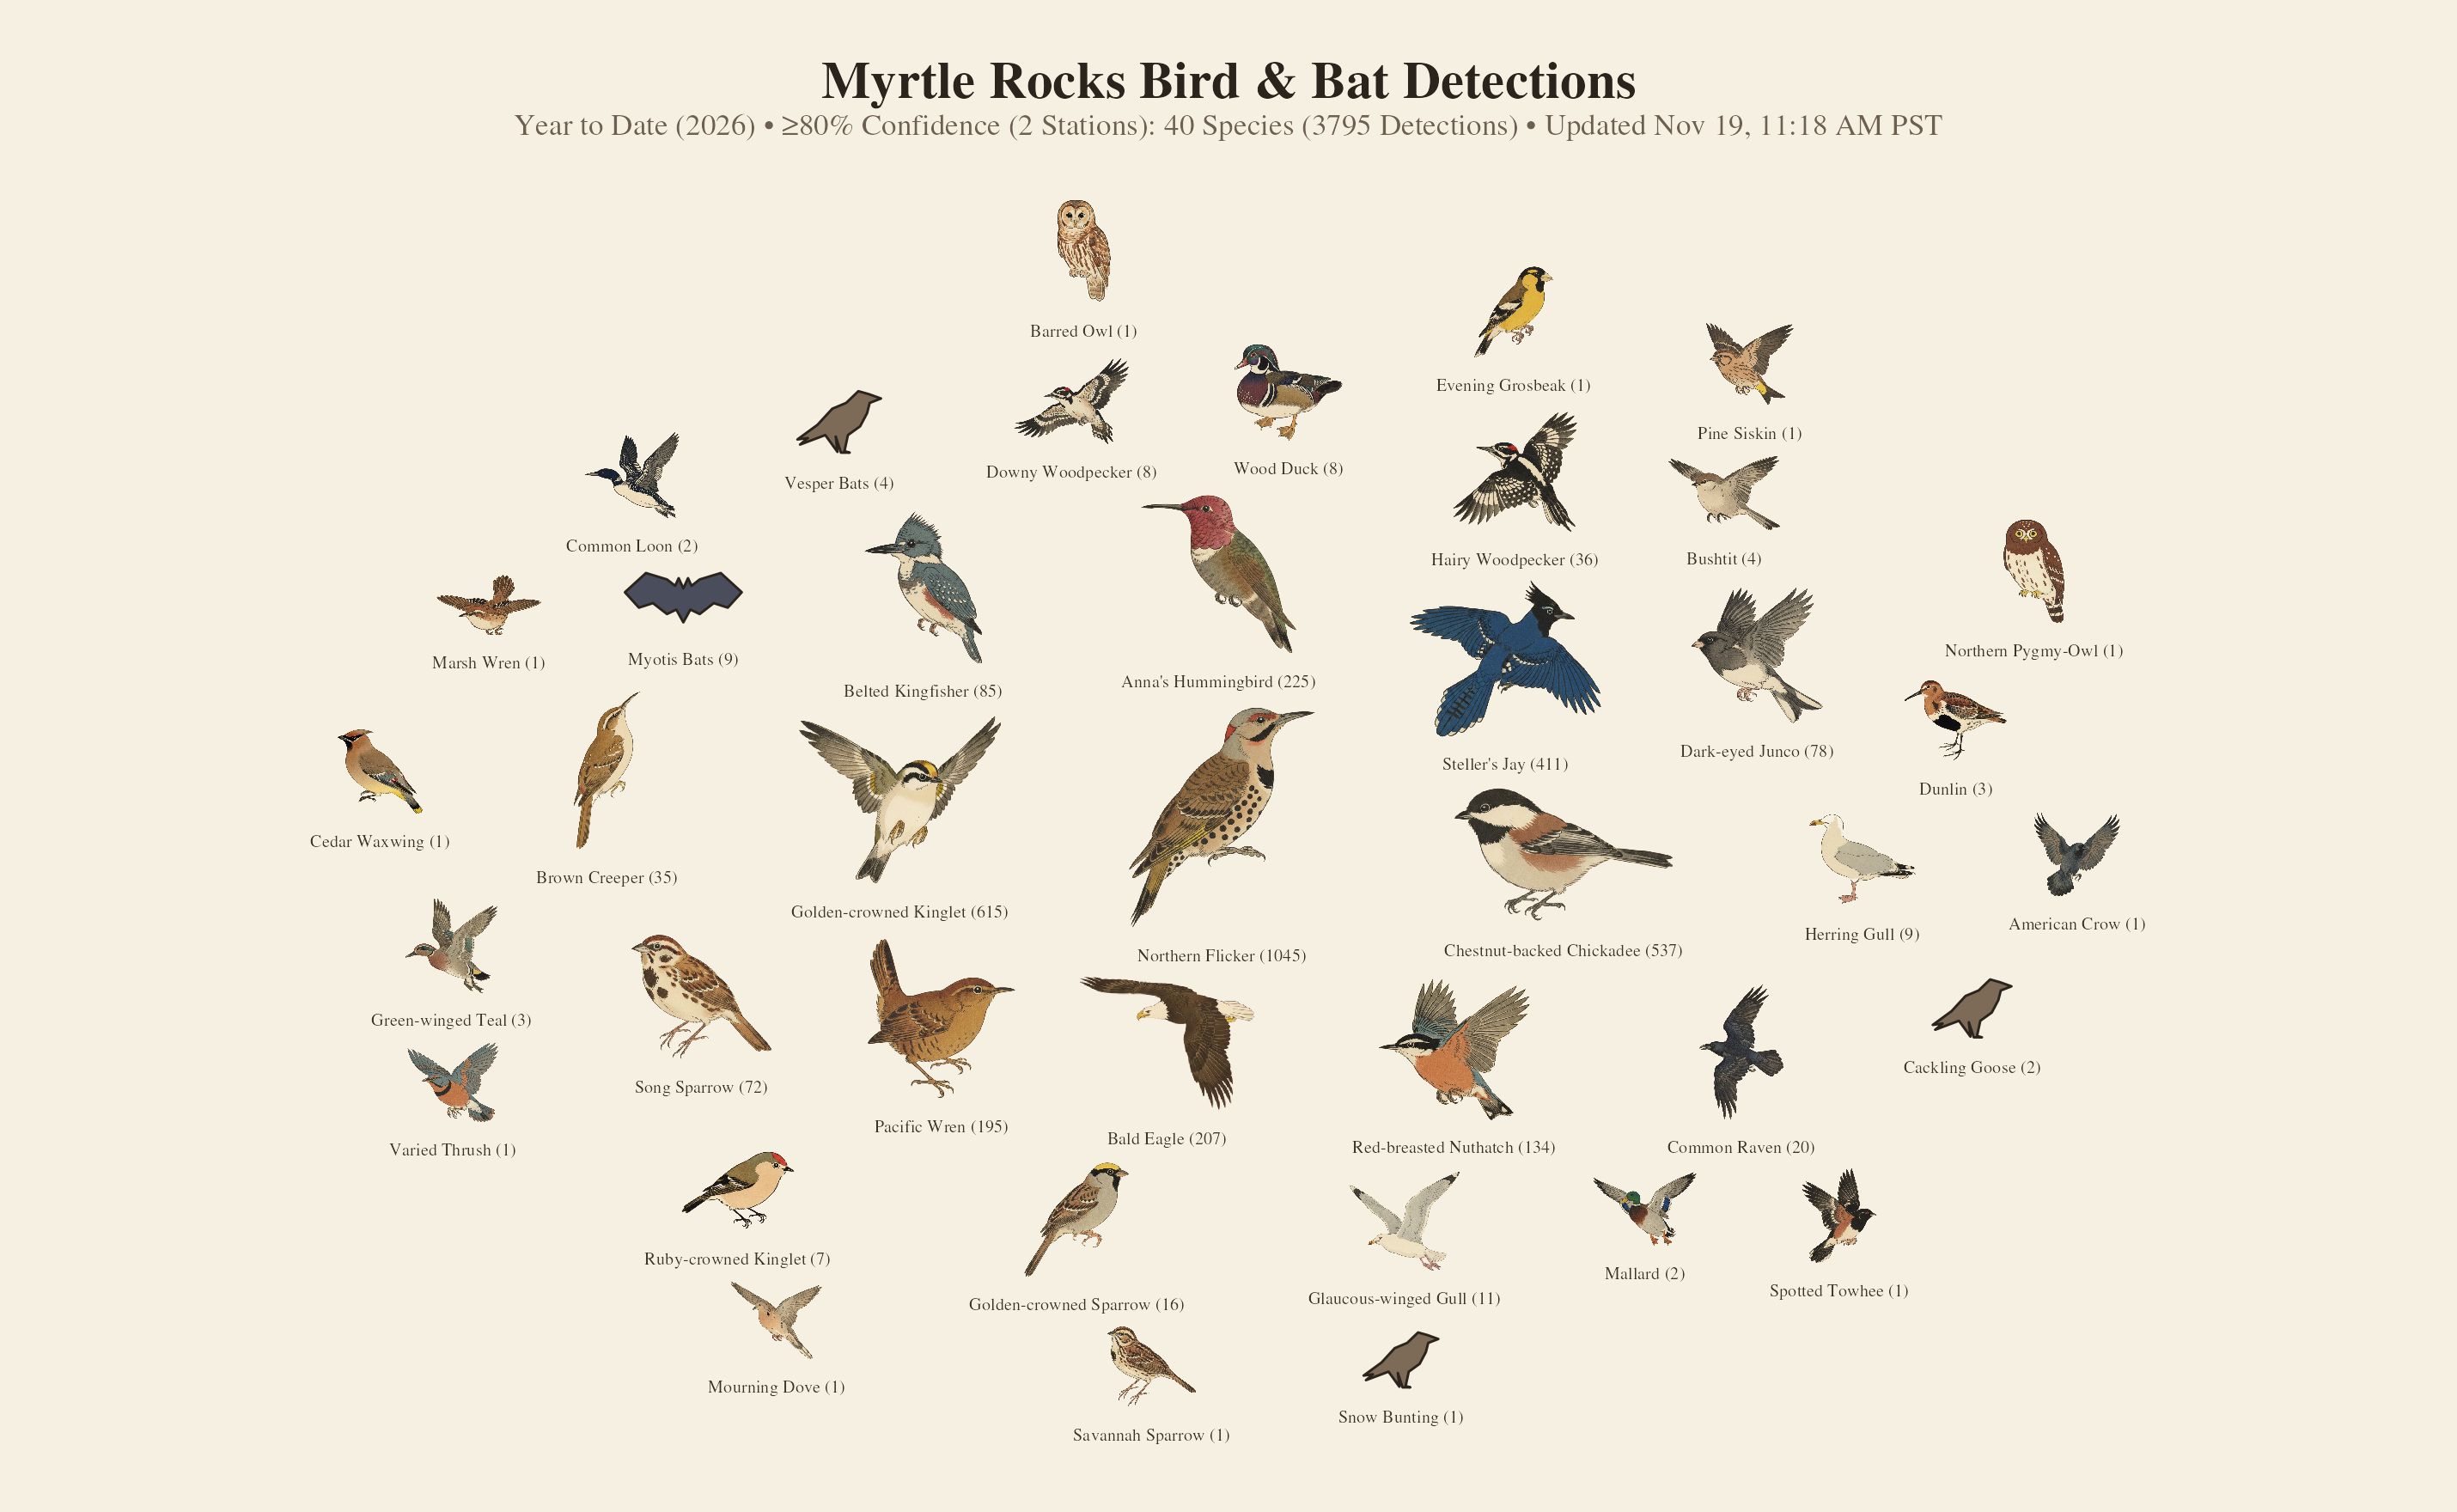 Myrtle Rocks Bird & Bat Detections
Year to Date (2026) • ≥80% Confidence (2 Stations): 40 Species (3795 Detections) • Updated Nov 19, 11:18 AM PST
Barred Owl (1)
Evening Grosbeak (1)
Pine Siskin (1)
Wood Duck (8)
Downy Woodpecker (8)
Vesper Bats (4)
Common Loon (2)
Hairy Woodpecker (36)
Bushtit (4)
Northern Pygmy-Owl (1)
Marsh Wren (1)
Myotis Bats (9)
Belted Kingfisher (85)
Anna's Hummingbird (225)
Steller's Jay (411)
Dark-eyed Junco (78)
Dunlin (3)
Cedar Waxwing (1)
Brown Creeper (35)
Golden-crowned Kinglet (615)
Northern Flicker (1045)
Chestnut-backed Chickadee (537)
Herring Gull (9)
American Crow (1)
Green-winged Teal (3)
Song Sparrow (72)
Pacific Wren (195)
Bald Eagle (207)
Red-breasted Nuthatch (134)
Common Raven (20)
Cackling Goose (2)
Varied Thrush (1)
Ruby-crowned Kinglet (7)
Golden-crowned Sparrow (16)
Glaucous-winged Gull (11)
Mallard (2)
Spotted Towhee (1)
Mourning Dove (1)
Savannah Sparrow (1)
Snow Bunting (1)